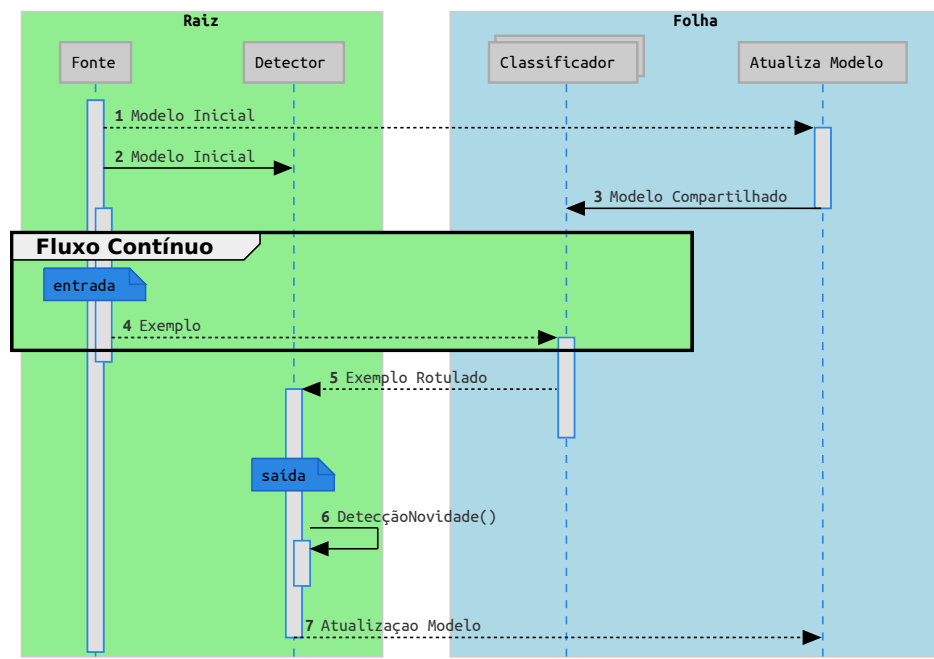 Raiz
Folha
Fonte
Detector
Classificador
Atualiza Modelo
1 Modelo Inicial
2 Modelo Inicial
3 Modelo Compartilhado
Fluxo Contínuo
entrada
4 Exemplo
5 Exemplo Rotulado
saída
6 DetecçãoNovidade()
7 Atualizaçao Modelo